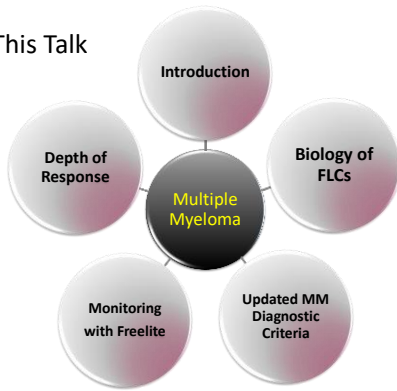 This Talk
Introduction
Biology of
FLCs
Updated MM
Diagnostic
Criteria
Monitoring
with Freelite
Depth of
Response
Multiple
Myeloma